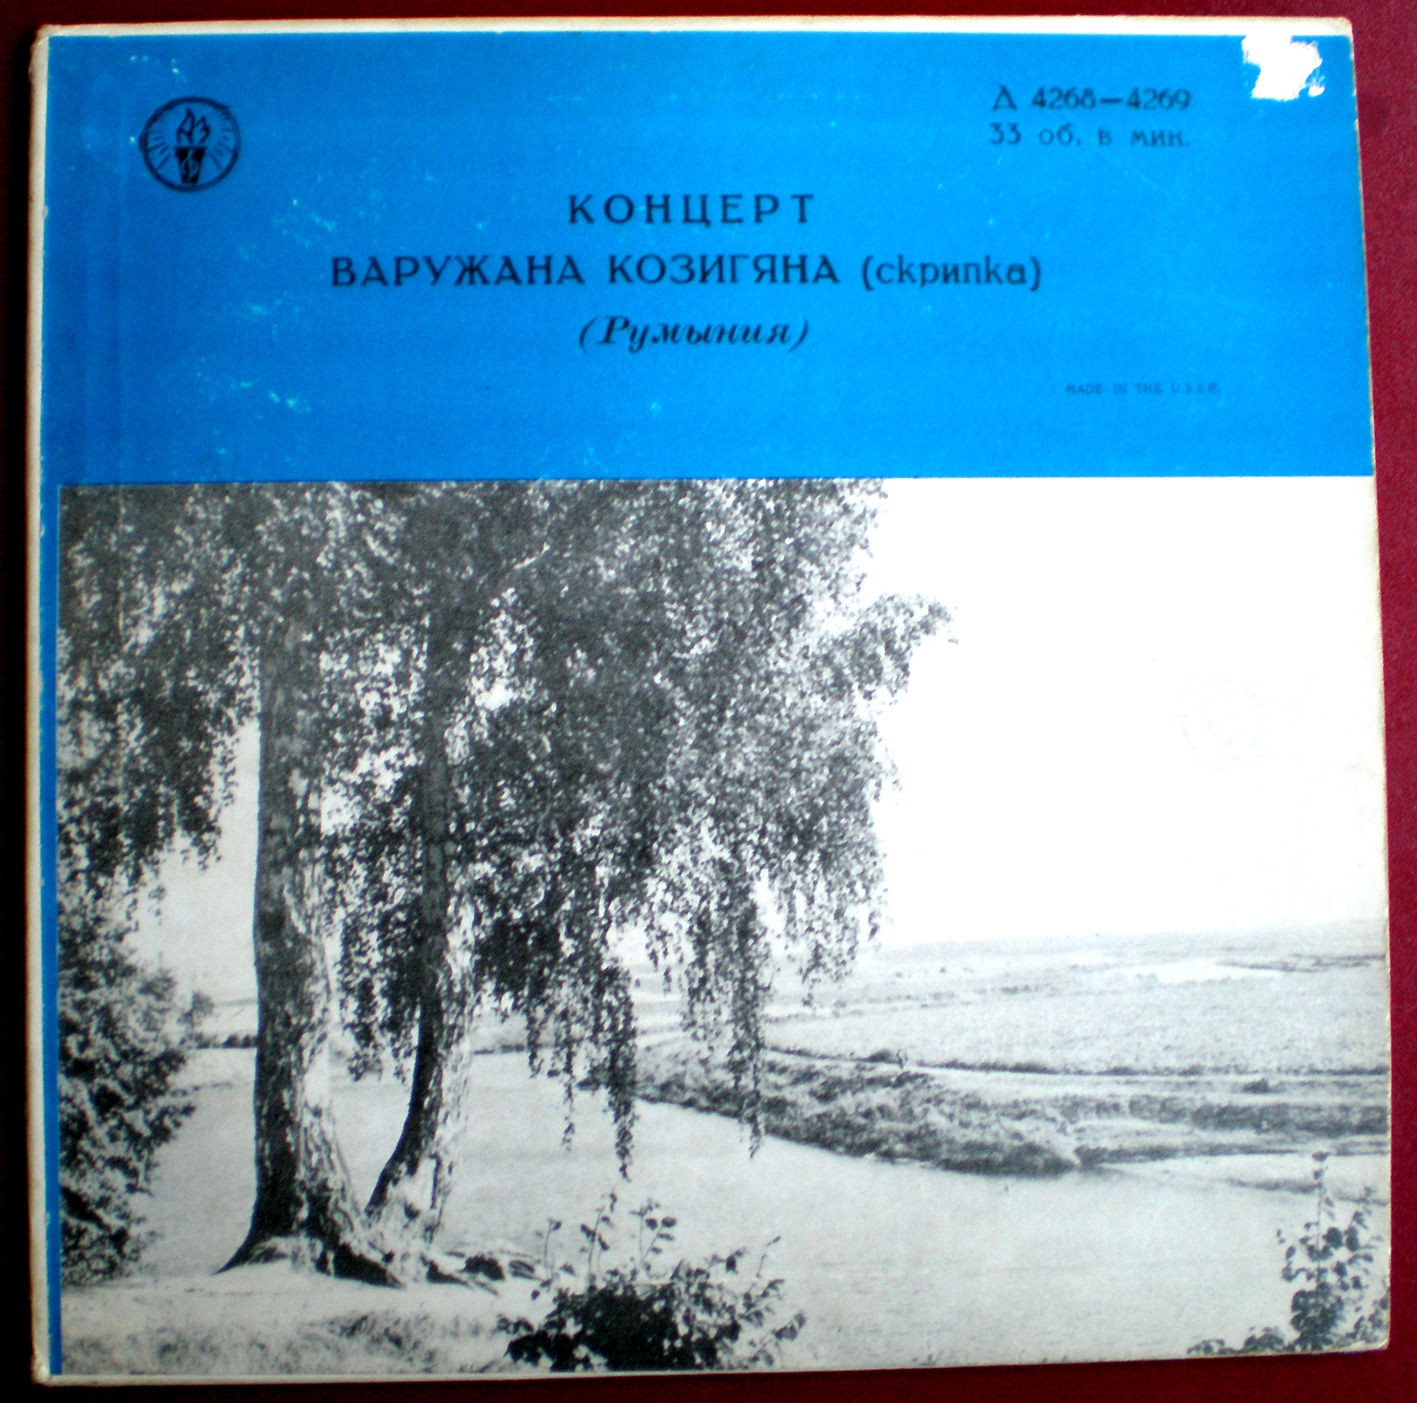 Д 4268—4269
33 об. в мин.
КОНЦЕРТ
ВАРУЖАНА КОЗИГЯНА (скрипка)
(Румыния)
MADE IN THE U.S.S.R.